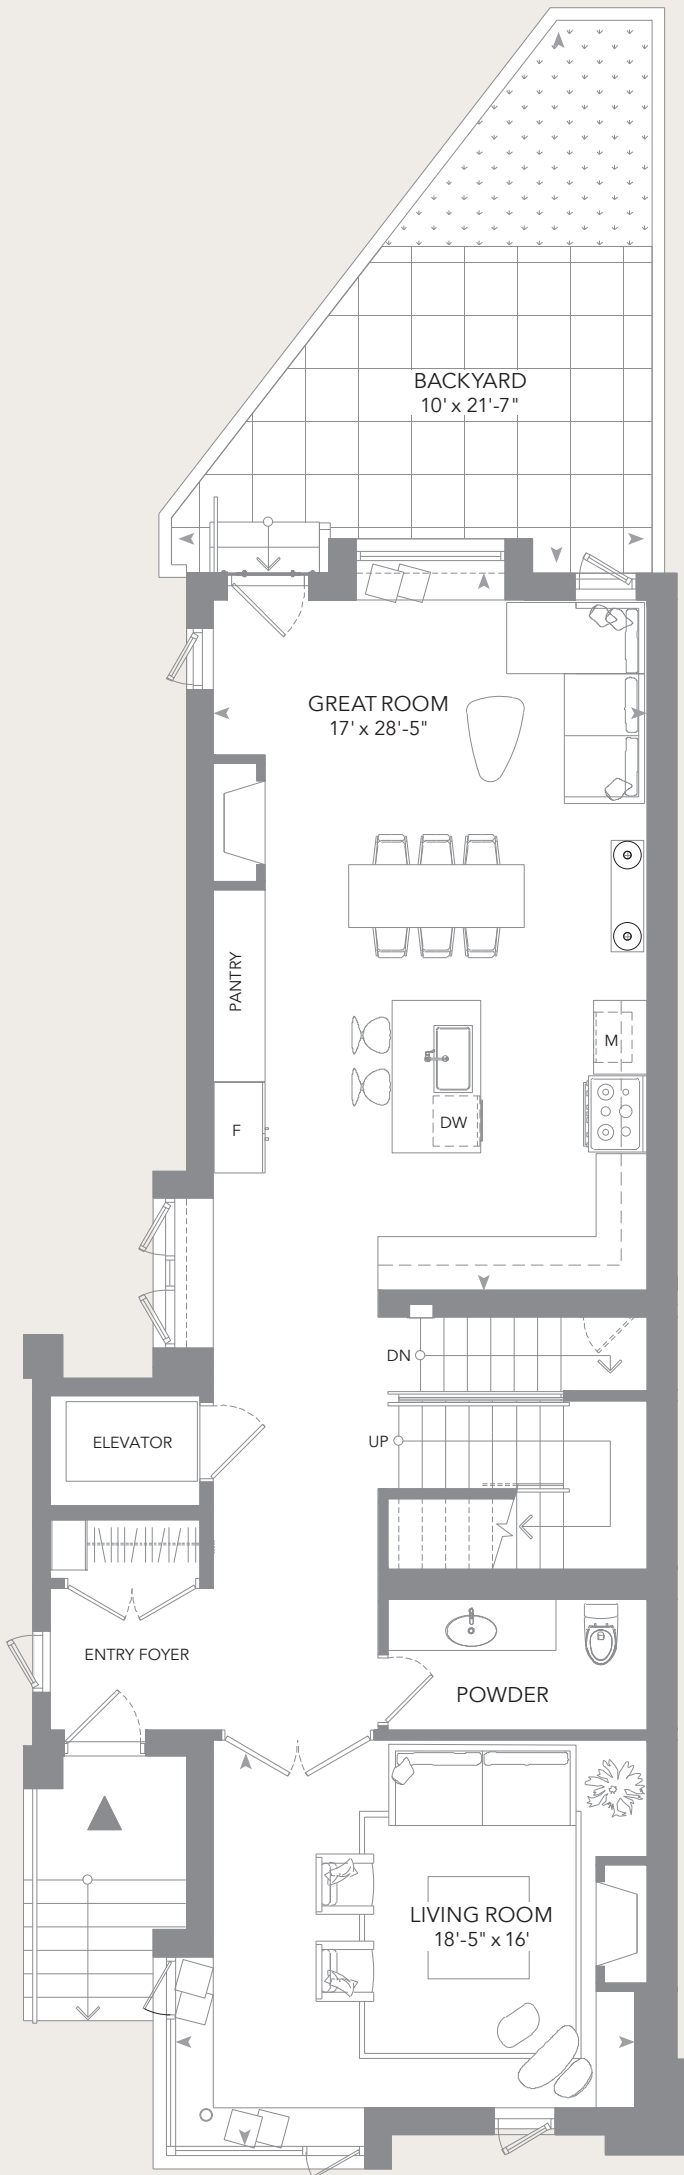 BACKYARD
10' x 21'-7"
GREAT ROOM
17' x 28'-5"
PANTRY
M
F
DW
DN
ELEVATOR
UP
ENTRY FOYER
POWDER
LIVING ROOM
18'-5" x 16'